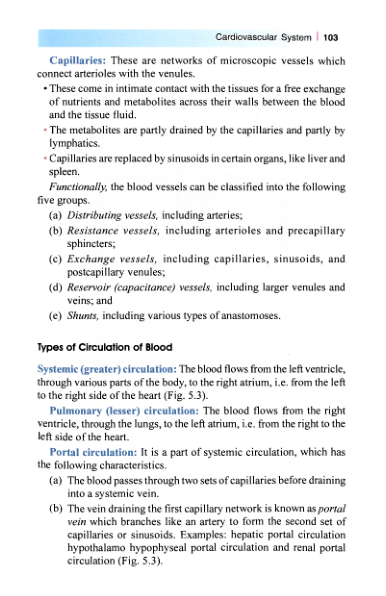 Cardiovascular System | 103
Capillaries: These are networks of microscopic vessels which
connect arterioles with the venules.
• These come in intimate contact with the tissues for a free exchange
of nutrients and metabolites across their walls between the blood
and the tissue fluid.
• The metabolites are partly drained by the capillaries and partly by
lymphatics.
• Capillaries are replaced by sinusoids in certain organs, like liver and
spleen.
Functionally, the blood vessels can be classified into the following
five groups.
(a) Distributing vessels, including arteries;
(b) Resistance vessels, including arterioles and precapillary
sphincters;
(c) Exchange vessels, including capillaries, sinusoids, and
postcapillary venules;
(d) Reservoir (capacitance) vessels, including larger venules and
veins; and
(e) Shunts, including various types of anastomoses.
Types of Circulation of Blood
Systemic (greater) circulation: The blood flows from the left ventricle,
through various parts of the body, to the right atrium, i.e. from the left
to the right side of the heart (Fig. 5.3).
Pulmonary (lesser) circulation: The blood flows from the right
ventricle, through the lungs, to the left atrium, i.e. from the right to the
left side of the heart.
Portal circulation: It is a part of systemic circulation, which has
the following characteristics.
(a) The blood passes through two sets of capillaries before draining
into a systemic vein.
(b) The vein draining the first capillary network is known as portal
vein which branches like an artery to form the second set of
capillaries or sinusoids. Examples: hepatic portal circulation
hypothalamo hypophyseal portal circulation and renal portal
circulation (Fig. 5.3).